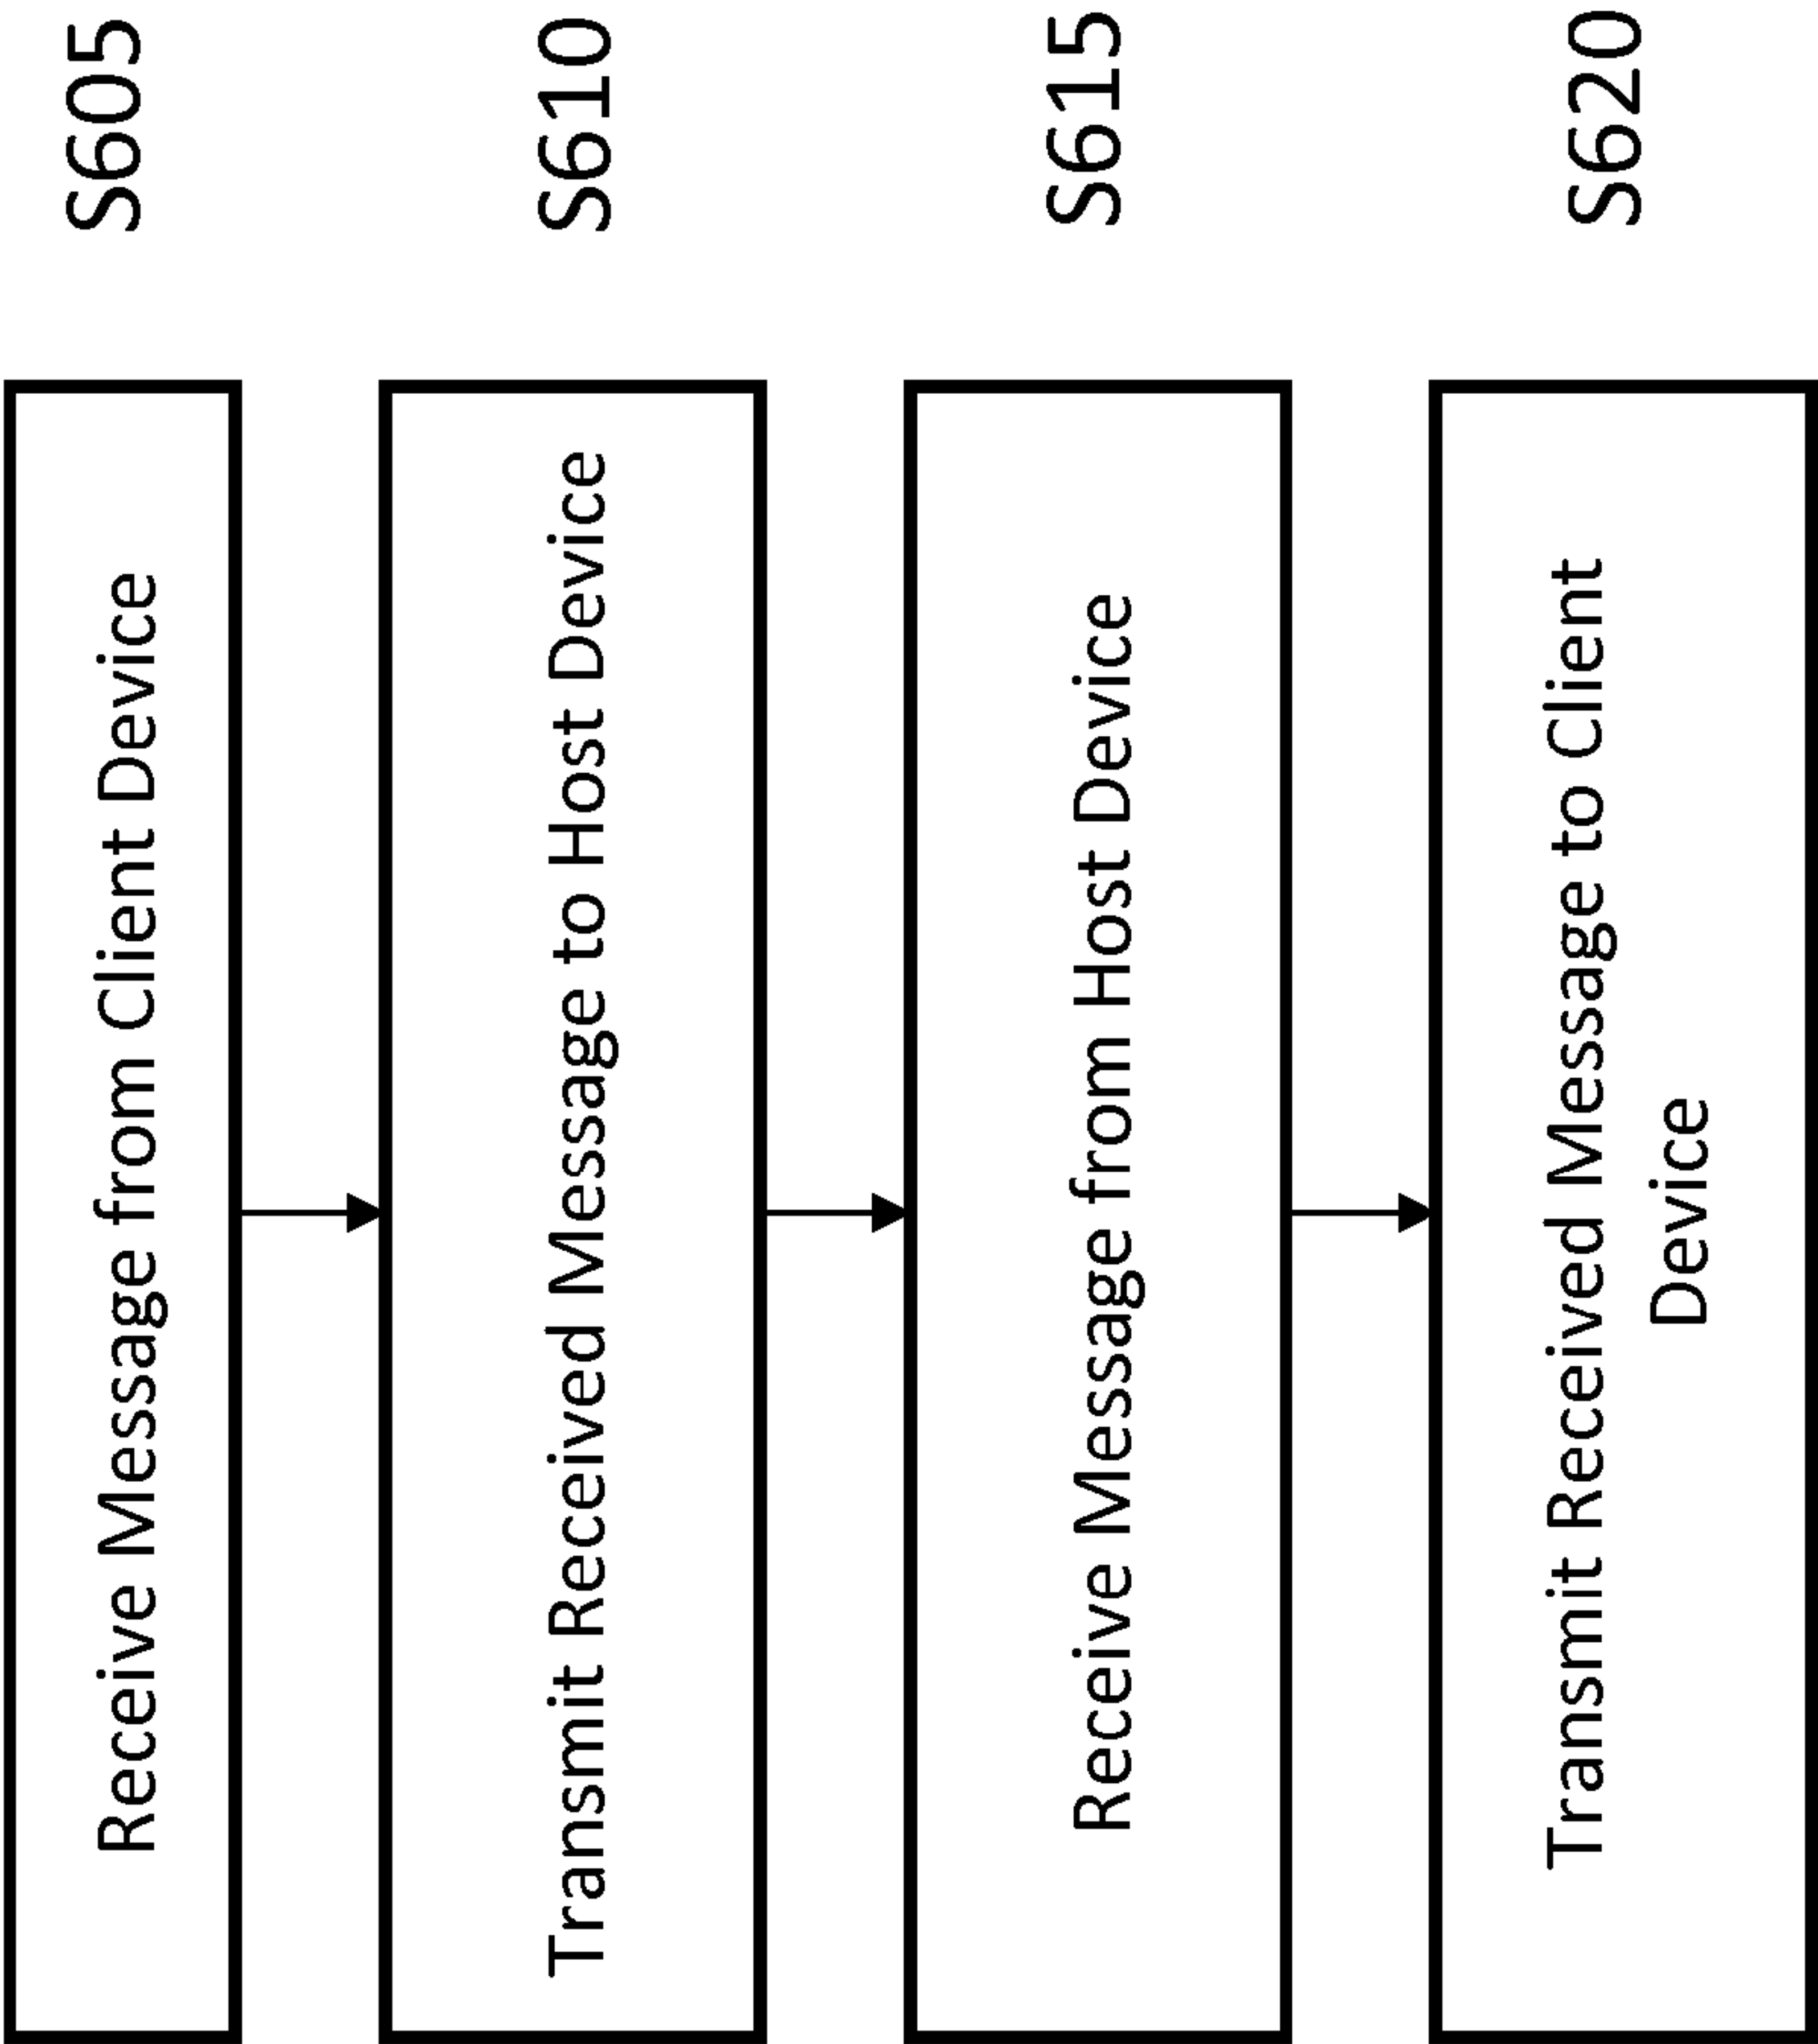 Receive Message from Client Device
S605
Transmit Received Message to Host Device
S610
Receive Message from Host Device
S615
Transmit Received Message to Client
Device
S620